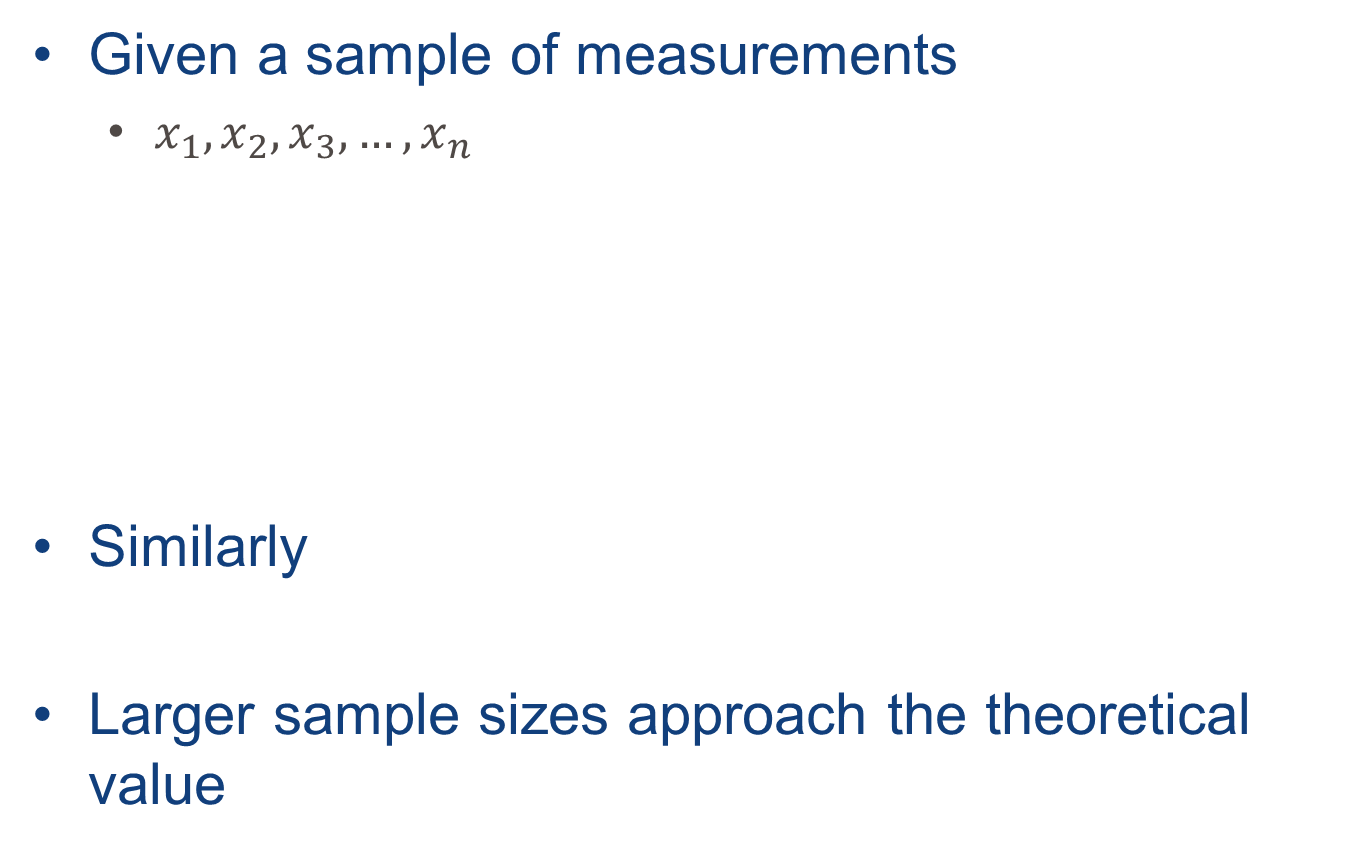 • Given a sample of measurements
• x₁, x₂, x₃, … , xₙ
• Similarly
• Larger sample sizes approach the theoretical
value